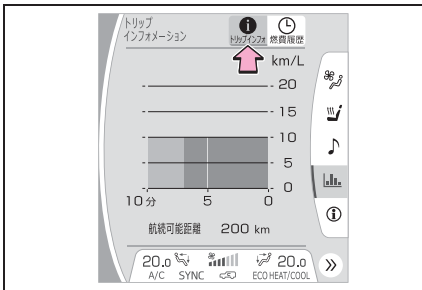 トリップ
インフォメーション
トリップインフォ 燃費履歴
km/L
20
15
10
5
0
10分 5 0
航続可能距離 200 km
20.0 20.0
A/C SYNC ECO HEAT/COOL